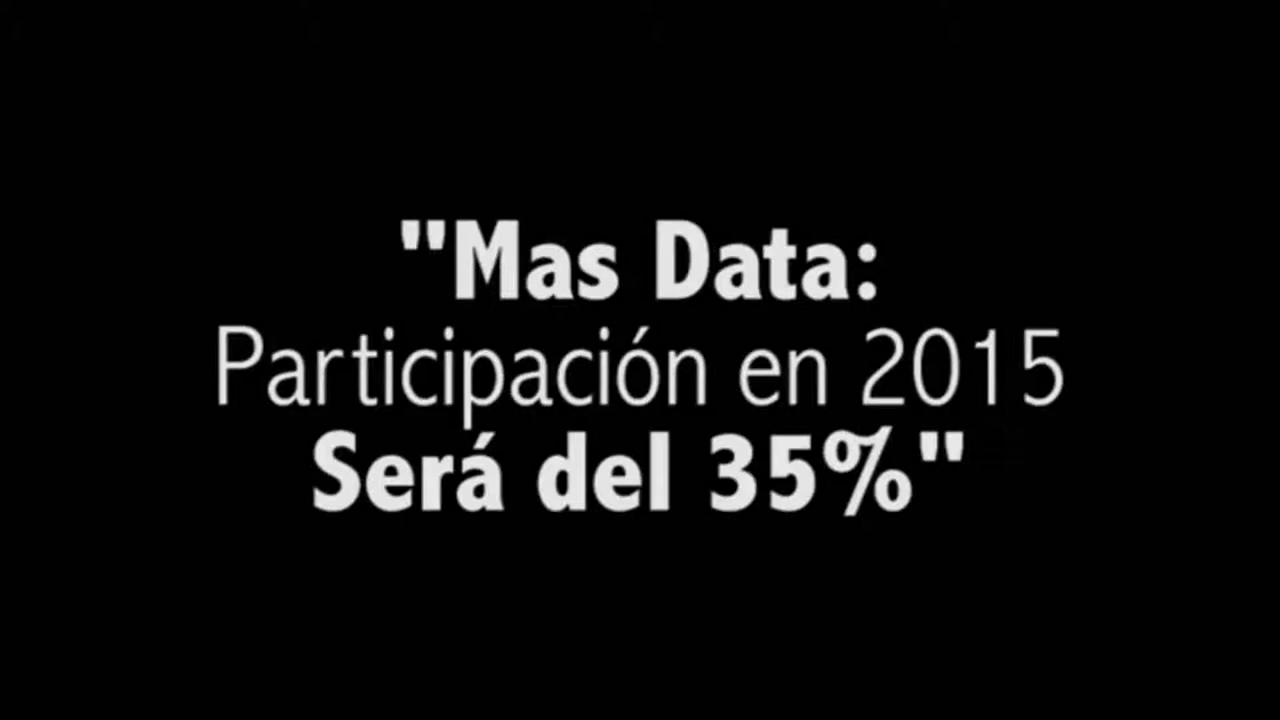 "Mas Data:
Participación en 2015
Será del 35%"